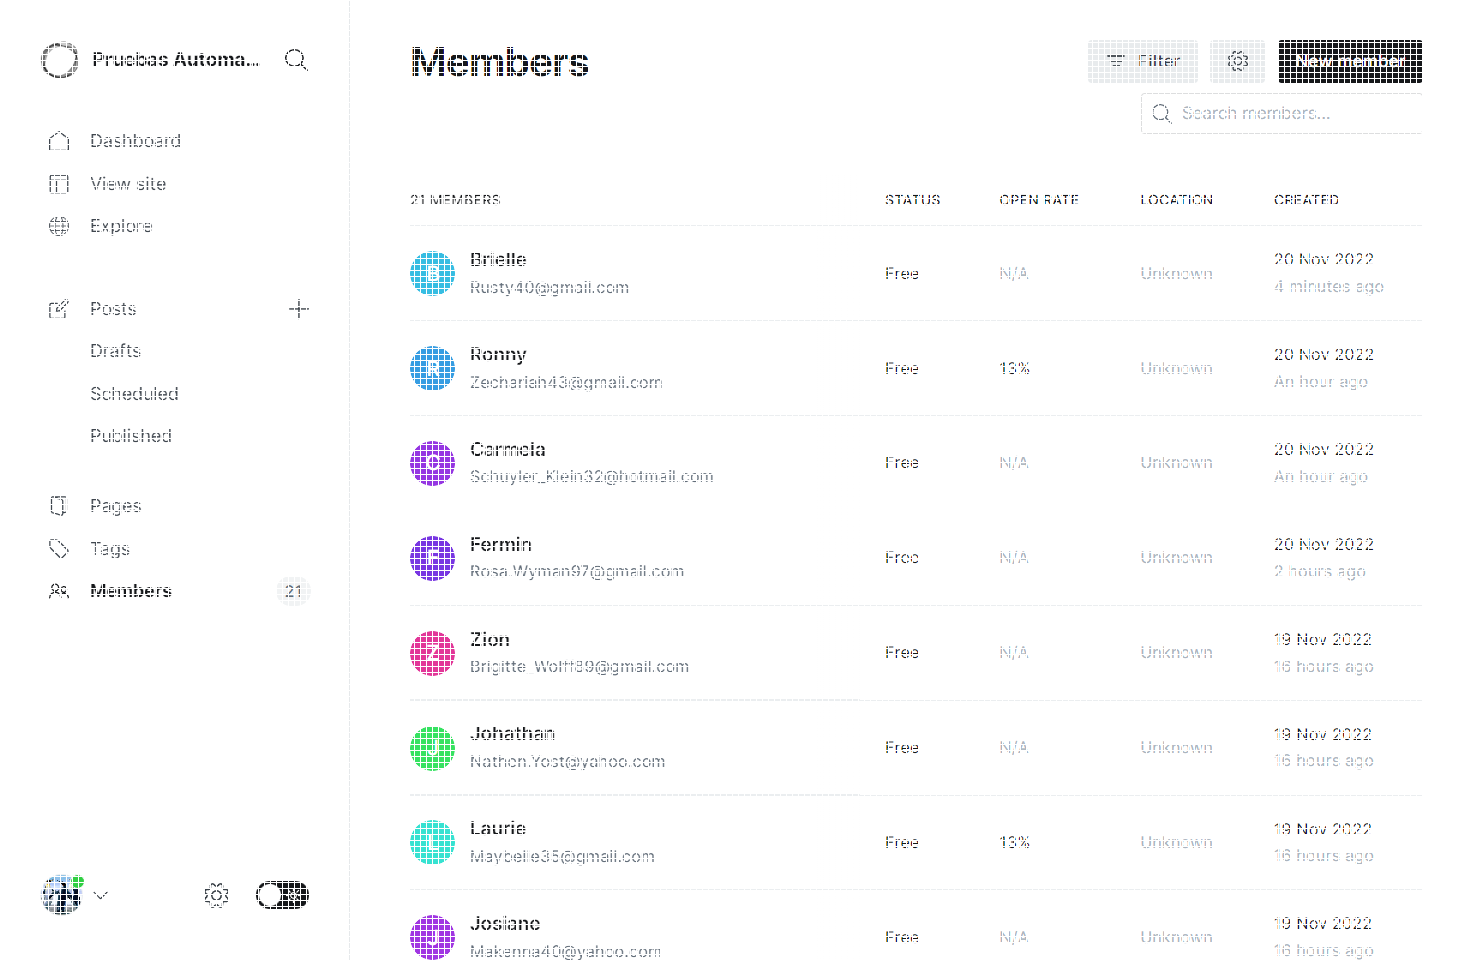 Pruebas Automa...
Dashboard
View site
Explore
Posts
Drafts
Scheduled
Published
Pages
Tags
Members 21
Members
Filter
New member
Search members...
21 MEMBERS STATUS OPEN RATE LOCATION CREATED
Brielle
Rusty40@gmail.com
Free N/A Unknown
20 Nov 2022
4 minutes ago
Ronny
Zechariah43@gmail.com
Free 13% Unknown
20 Nov 2022
An hour ago
Carmela
Schuyler_Klein32@hotmail.com
Free N/A Unknown
20 Nov 2022
An hour ago
Fermin
Rosa.Wyman97@gmail.com
Free N/A Unknown
20 Nov 2022
2 hours ago
Zion
Brigitte_Wolff89@gmail.com
Free N/A Unknown
19 Nov 2022
16 hours ago
Johathan
Nathen.Yost@yahoo.com
Free N/A Unknown
19 Nov 2022
16 hours ago
Laurie
Maybelle35@gmail.com
Free 13% Unknown
19 Nov 2022
16 hours ago
Josiane
Makenna40@yahoo.com
Free N/A Unknown
19 Nov 2022
16 hours ago